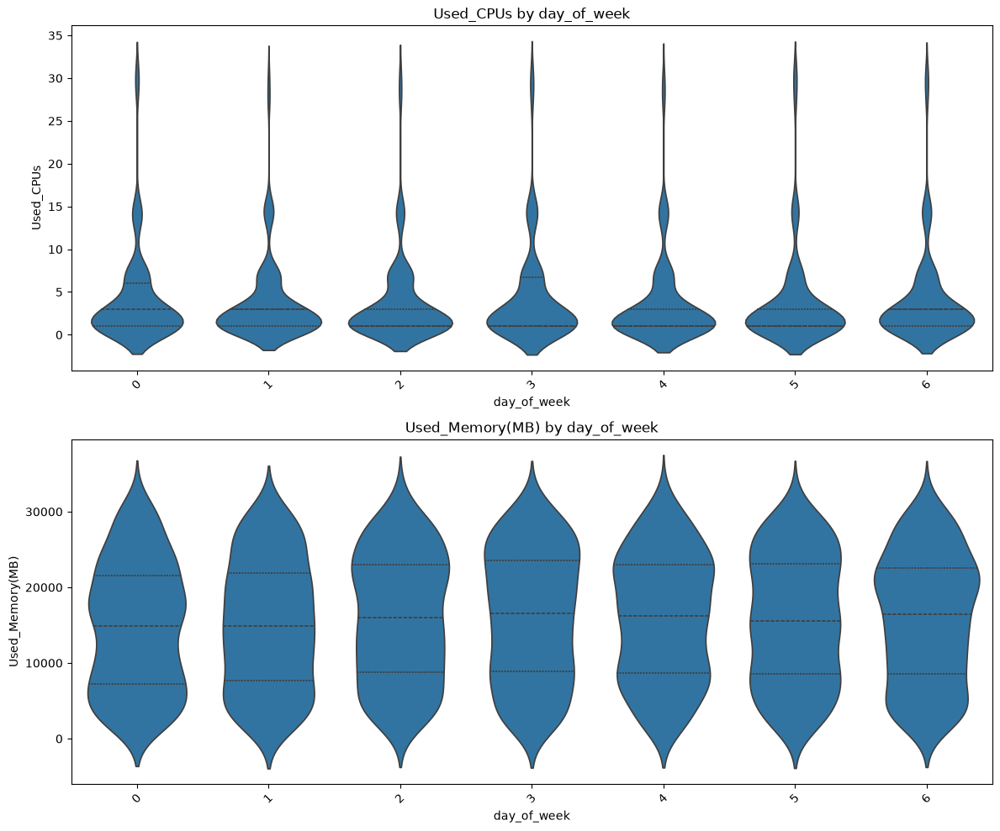 Used_CPUs by day_of_week
35
30
25
20
15
10
5
0
Used_CPUs
0 1 2 3 4 5 6
day_of_week
Used_Memory(MB) by day_of_week
30000
20000
10000
0
Used_Memory(MB)
0 1 2 3 4 5 6
day_of_week